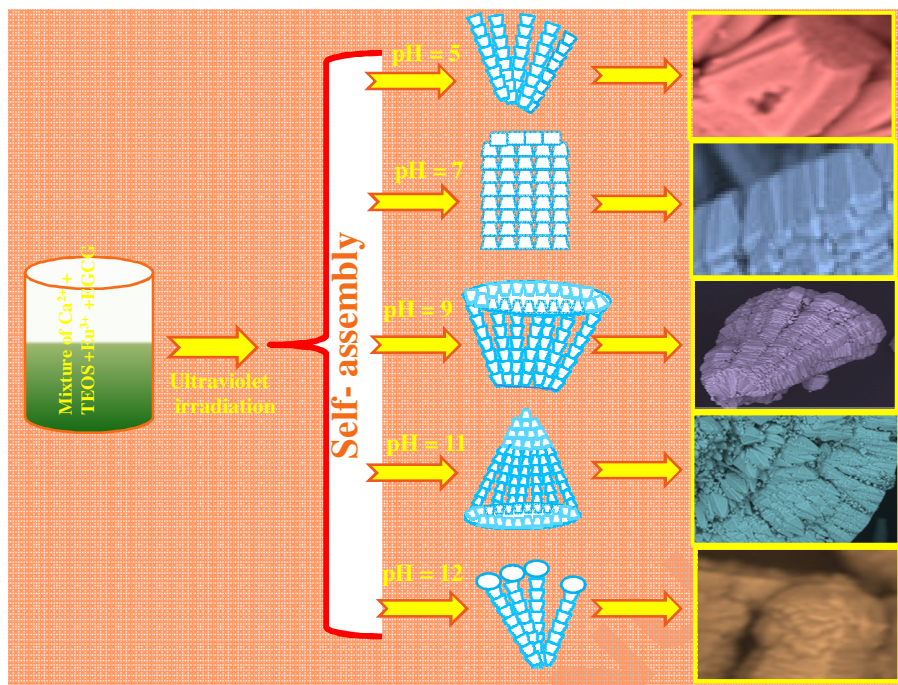 Mixture of Ca²⁺+
TEOS+Eu³⁺+EGCG
Ultraviolet
irradiation
Self- assembly
pH = 5
pH = 7
pH = 9
pH = 11
pH = 12